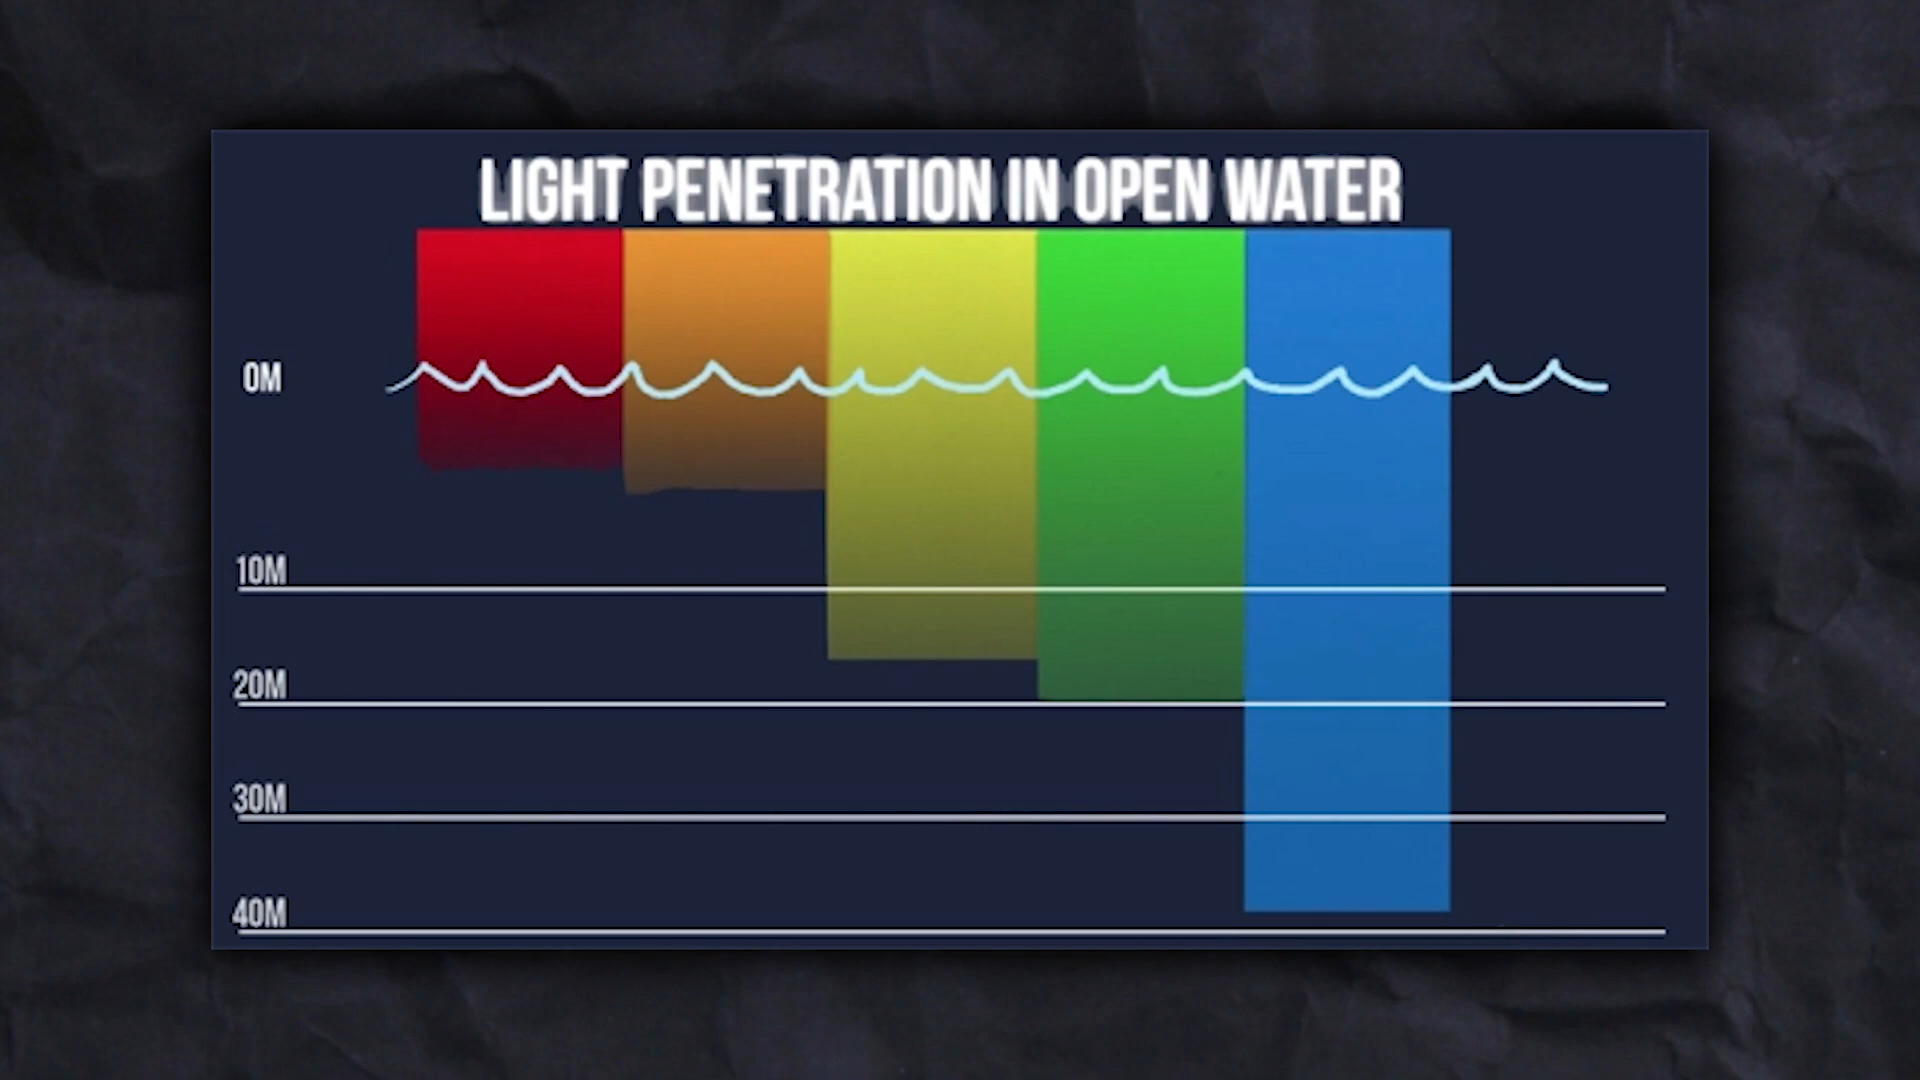 LIGHT PENETRATION IN OPEN WATER
0M
10M
20M
30M
40M